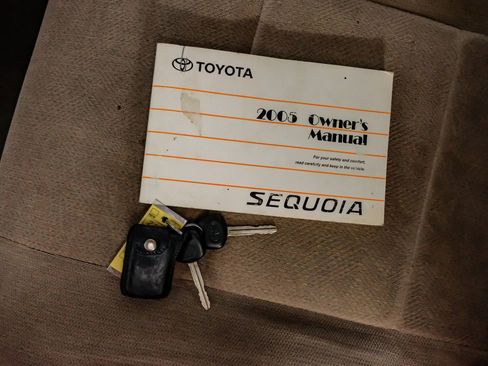 TOYOTA
2005 Owner's
Manual
For your safety and comfort,
read carefully and keep in the vehicle.
SEQUOIA